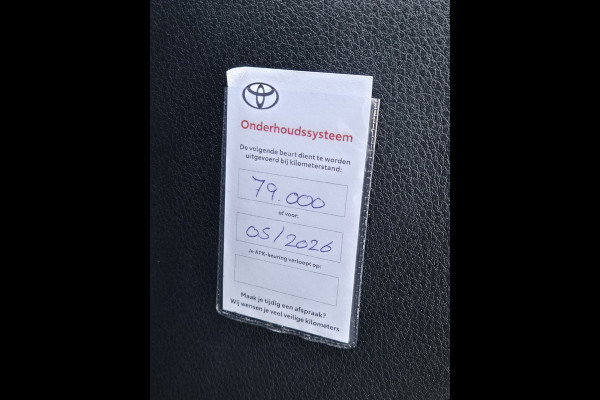 Onderhoudssysteem
De volgende beurt dient te worden
uitgevoerd bij kilometerstand:
79.000
of voor:
05/2026
Je APK-keuring verloopt op:
Maak je tijdig een afspraak?
Wij wensen je veel veilige kilometers